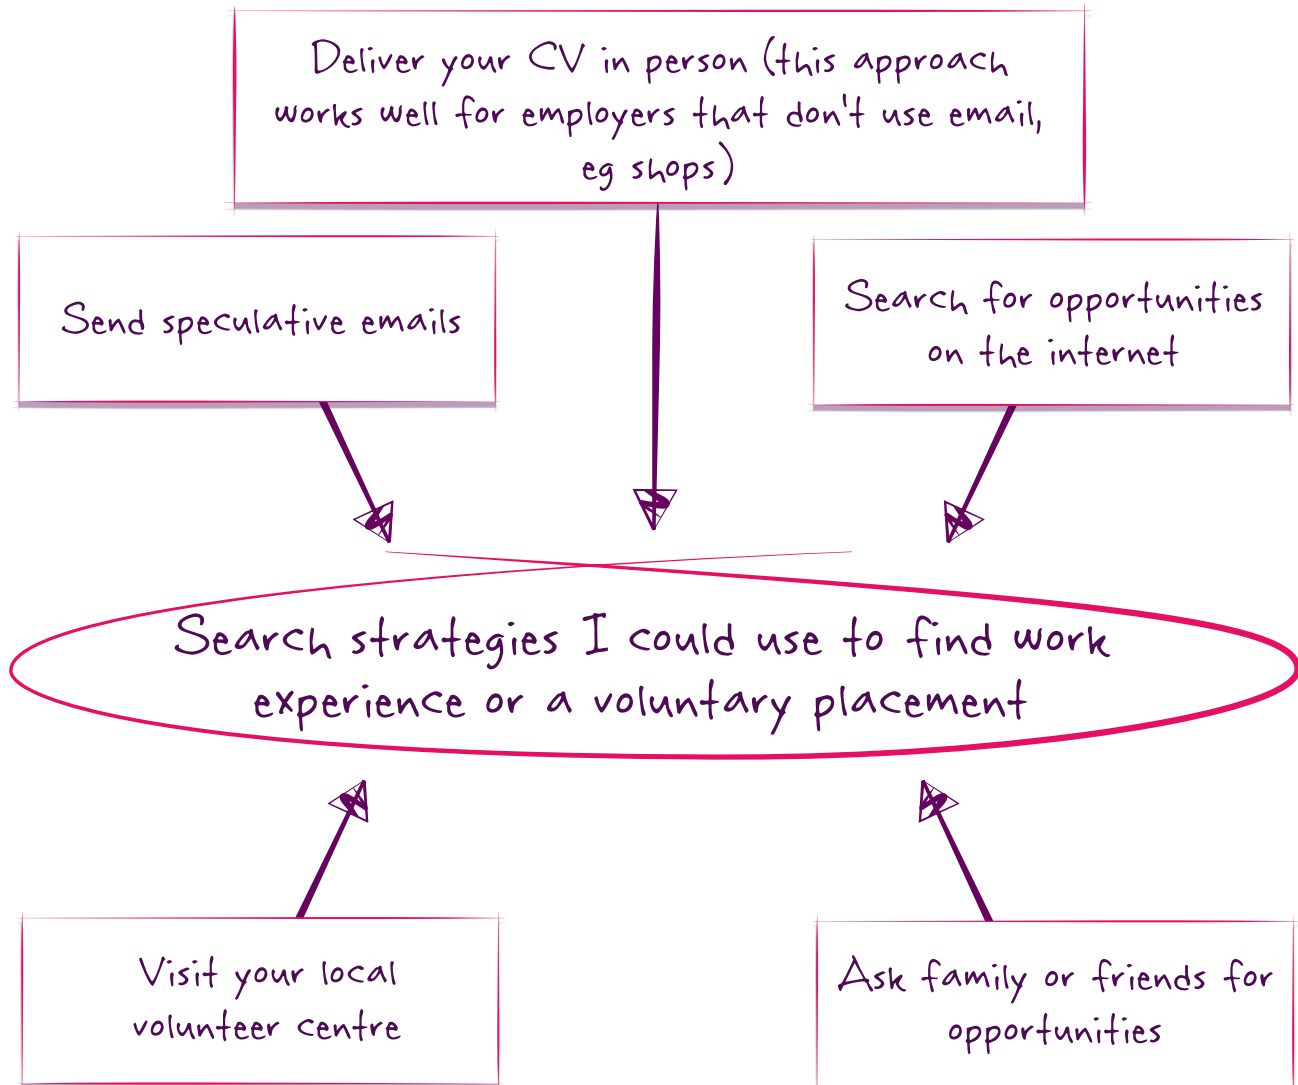 Deliver your CV in person (this approach
works well for employers that don't use email,
eg shops)
Send speculative emails
Search for opportunities
on the internet
Search strategies I could use to find work
experience or a voluntary placement
Visit your local
volunteer centre
Ask family or friends for
opportunities